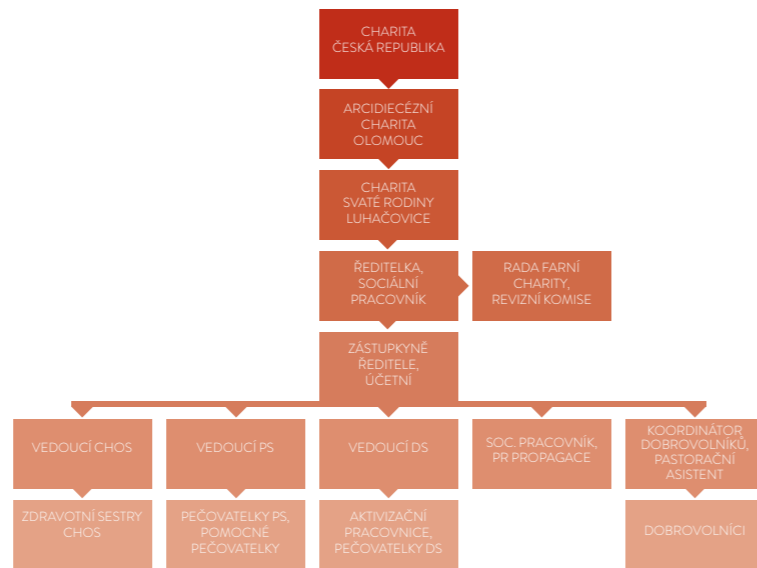 CHARITA
ČESKÁ REPUBLIKA
ARCIDIECÉZNÍ
CHARITA
OLOMOUC
CHARITA
SVATÉ RODINY
LUHAČOVICE
ŘEDITELKA,
SOCIÁLNÍ
PRACOVNÍK
RADA FARNÍ
CHARITY,
REVIZNÍ KOMISE
ZÁSTUPKYNĚ
ŘEDITELE,
ÚČETNÍ
VEDOUCÍ CHOS
VEDOUCÍ PS
VEDOUCÍ DS
SOC. PRACOVNÍK,
PR PROPAGACE
KOORDINÁTOR
DOBROVOLNÍKŮ,
PASTORAČNÍ
ASISTENT
ZDRAVOTNÍ SESTRY
CHOS
PEČOVATELKY PS,
POMOCNÉ
PEČOVATELKY
AKTIVIZAČNÍ
PRACOVNICE,
PEČOVATELKY DS
DOBROVOLNÍCI